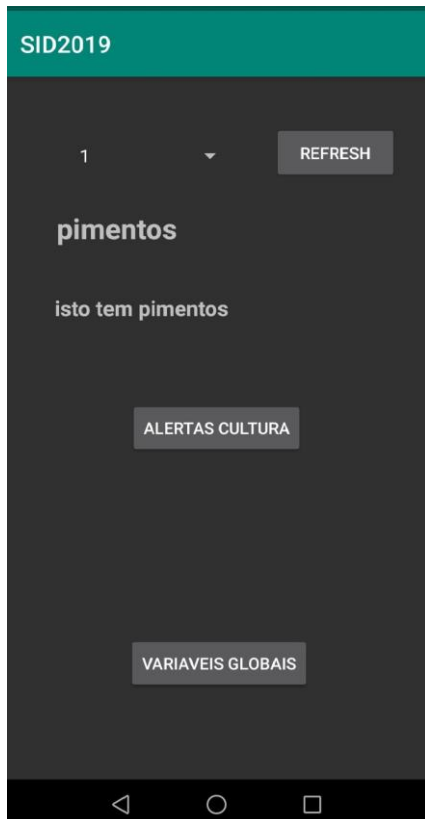 SID2019
1
REFRESH
pimentos
isto tem pimentos
ALERTAS CULTURA
VARIAVEIS GLOBAIS